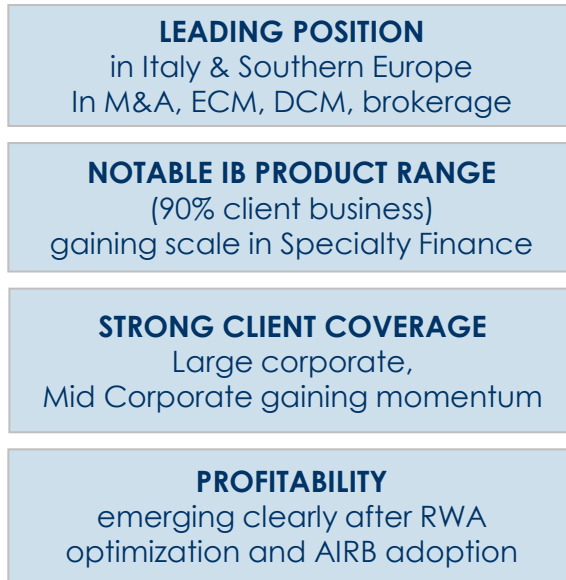 LEADING POSITION
in Italy & Southern Europe
In M&A, ECM, DCM, brokerage
NOTABLE IB PRODUCT RANGE
(90% client business)
gaining scale in Specialty Finance
STRONG CLIENT COVERAGE
Large corporate,
Mid Corporate gaining momentum
PROFITABILITY
emerging clearly after RWA
optimization and AIRB adoption